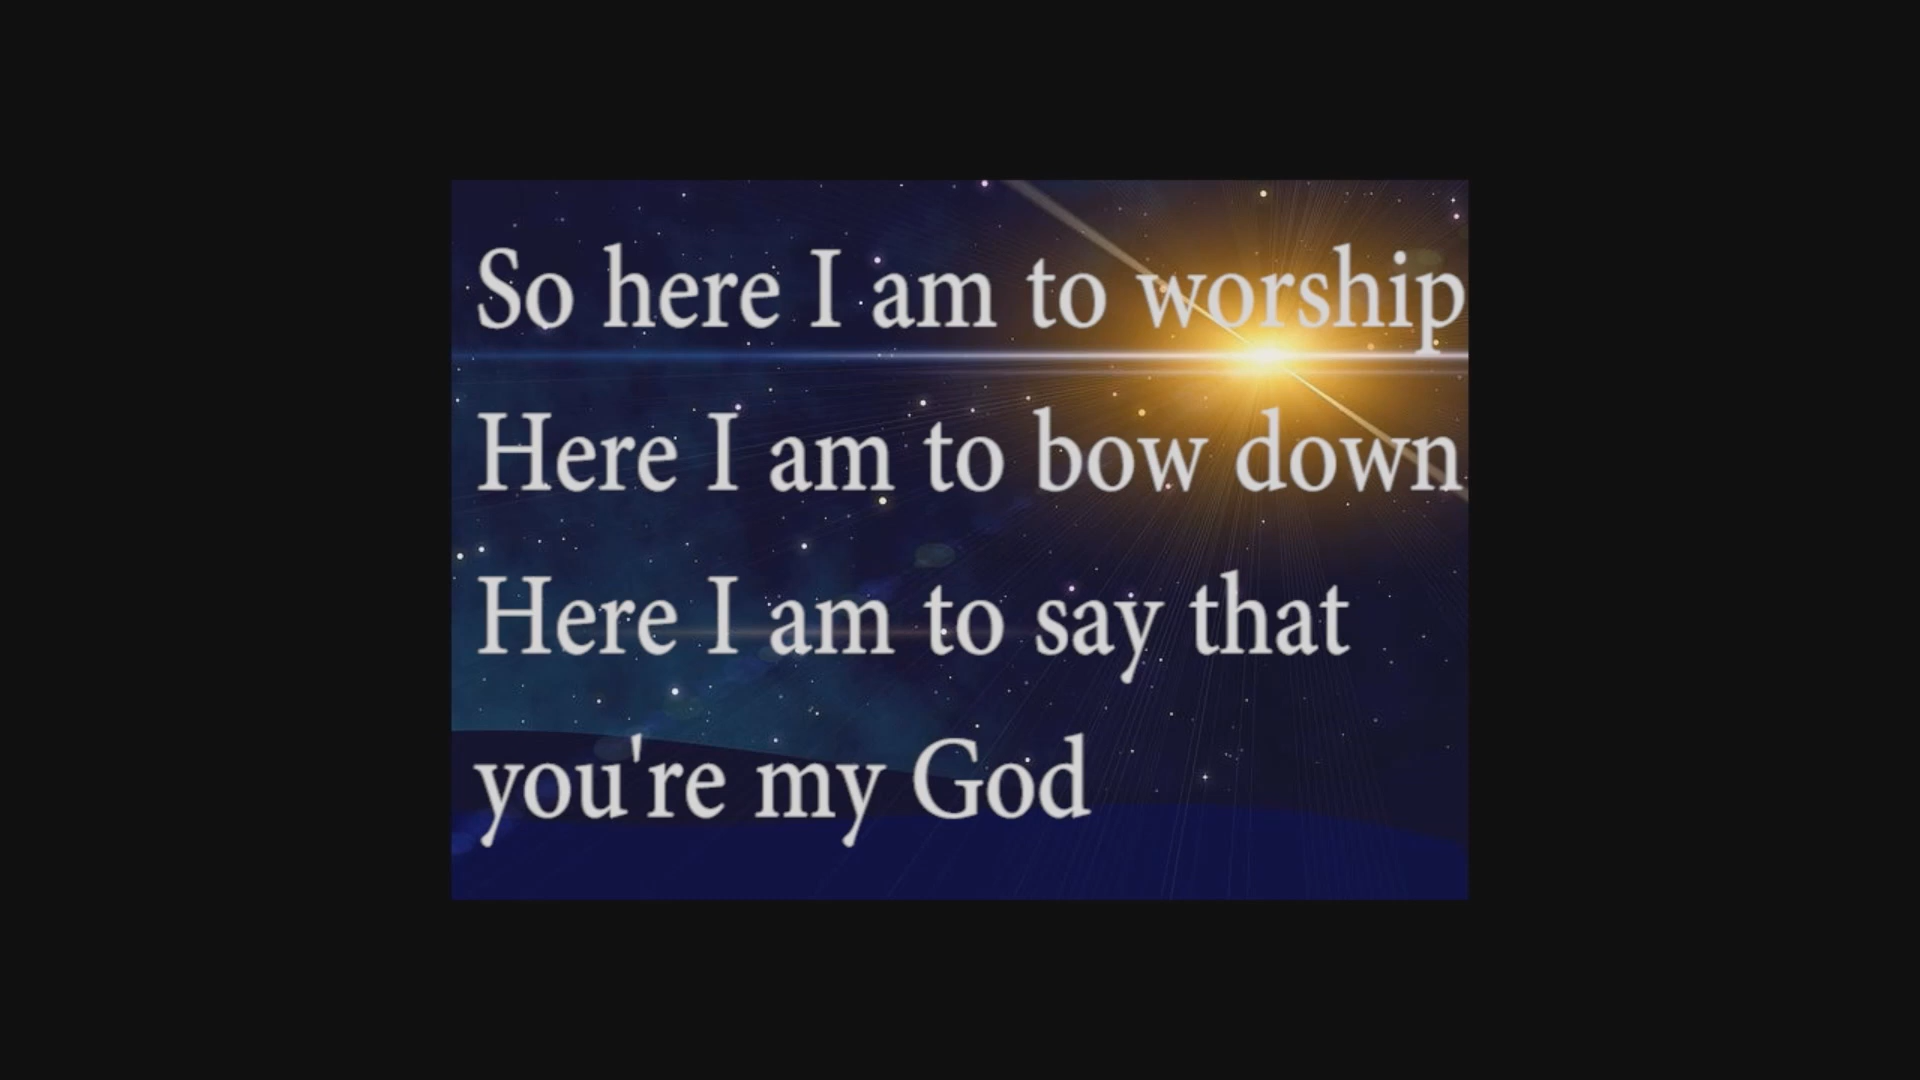 So here I am to worship
Here I am to bow down
Here I am to say that
you're my God